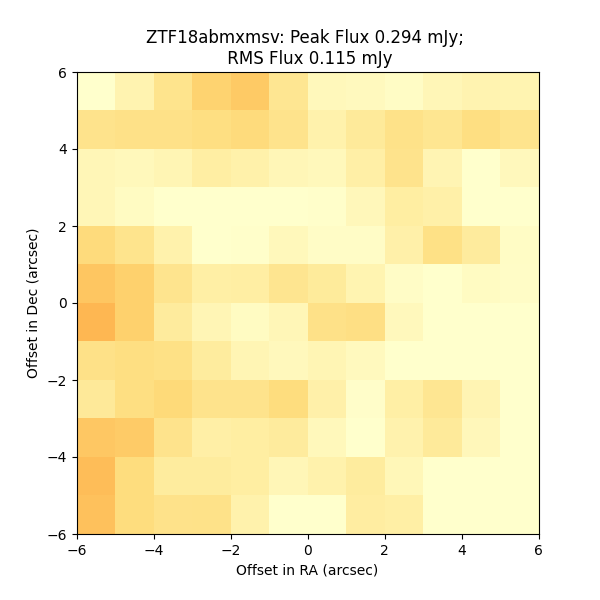 ZTF18abmxmsv: Peak Flux 0.294 mJy;
RMS Flux 0.115 mJy
6
4
2
0
−2
−4
−6
Offset in Dec (arcsec)
−6 −4 −2 0 2 4 6
Offset in RA (arcsec)